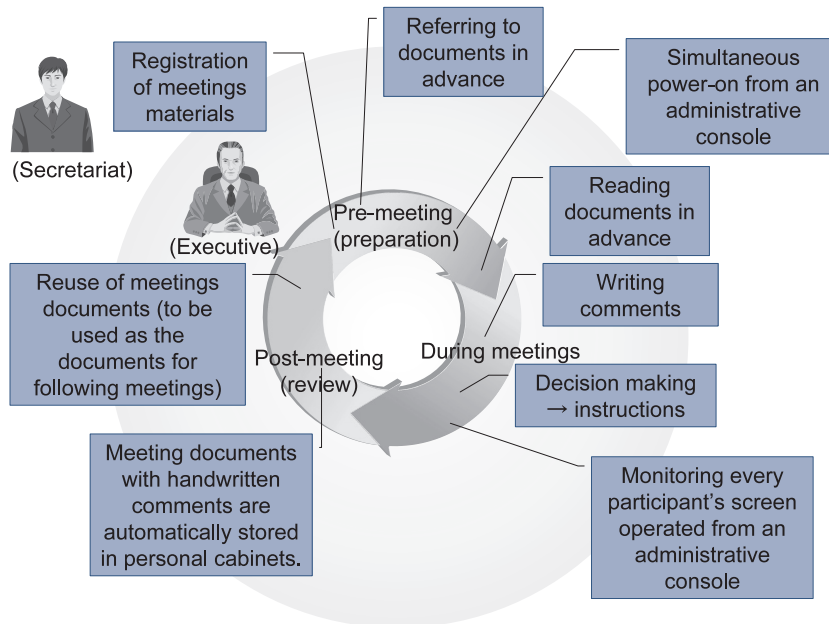 Referring to
documents in
advance
Registration
of meetings
materials
Simultaneous
power-on from an
administrative
console
(Secretariat)
(Executive)
Pre-meeting
(preparation)
Reading
documents in
advance
Reuse of meetings
documents (to be
used as the
documents for
following meetings)
Writing
comments
Post-meeting
(review)
During meetings
Decision making
→ instructions
Meeting documents
with handwritten
comments are
automatically stored
in personal cabinets.
Monitoring every
participant’s screen
operated from an
administrative
console